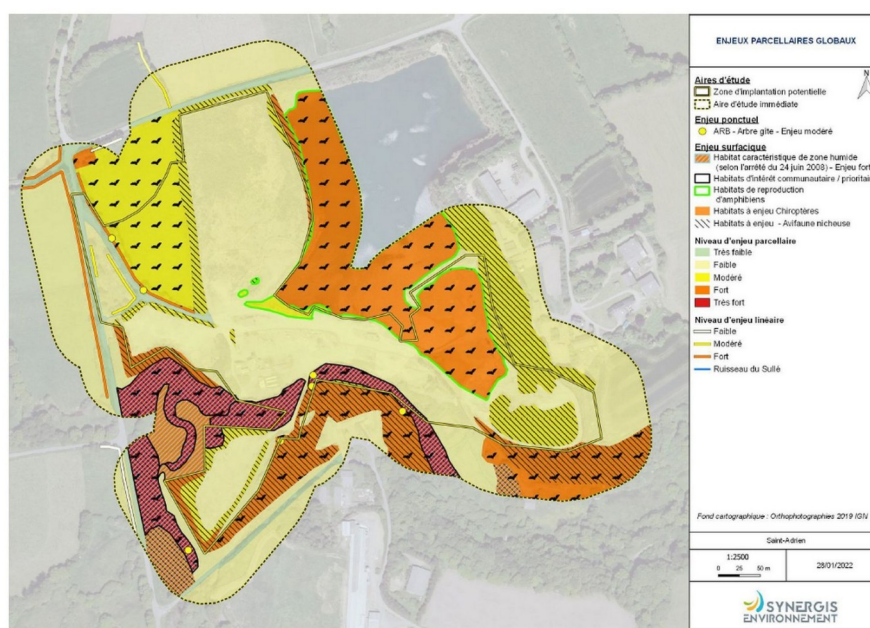 ENJEUX PARCELLAIRES GLOBAUX
N
Aires d'étude
Zone d'implantation potentielle
Aire d'étude immédiate
Enjeu ponctuel
ARB - Arbre gîte - Enjeu modéré
Enjeu surfacique
Habitat caractéristique de zone humide
(selon l'arrêté du 24 juin 2008) - Enjeu fort
Habitats d'intérêt communautaire / prioritair
Habitats de reproduction
d'amphibiens
Habitats à enjeu Chiroptères
Habitats à enjeu - Avifaune nicheuse
Niveau d'enjeu parcellaire
Très faible
Faible
Modéré
Fort
Très fort
Niveau d'enjeu linéaire
Faible
Modéré
Fort
Ruisseau du Sullé
Fond cartographique : Orthophotographies 2019 IGN
Saint-Adrien
1:2500
0 25 50 m
28/01/2022
SYNERGIS
ENVIRONNEMENT